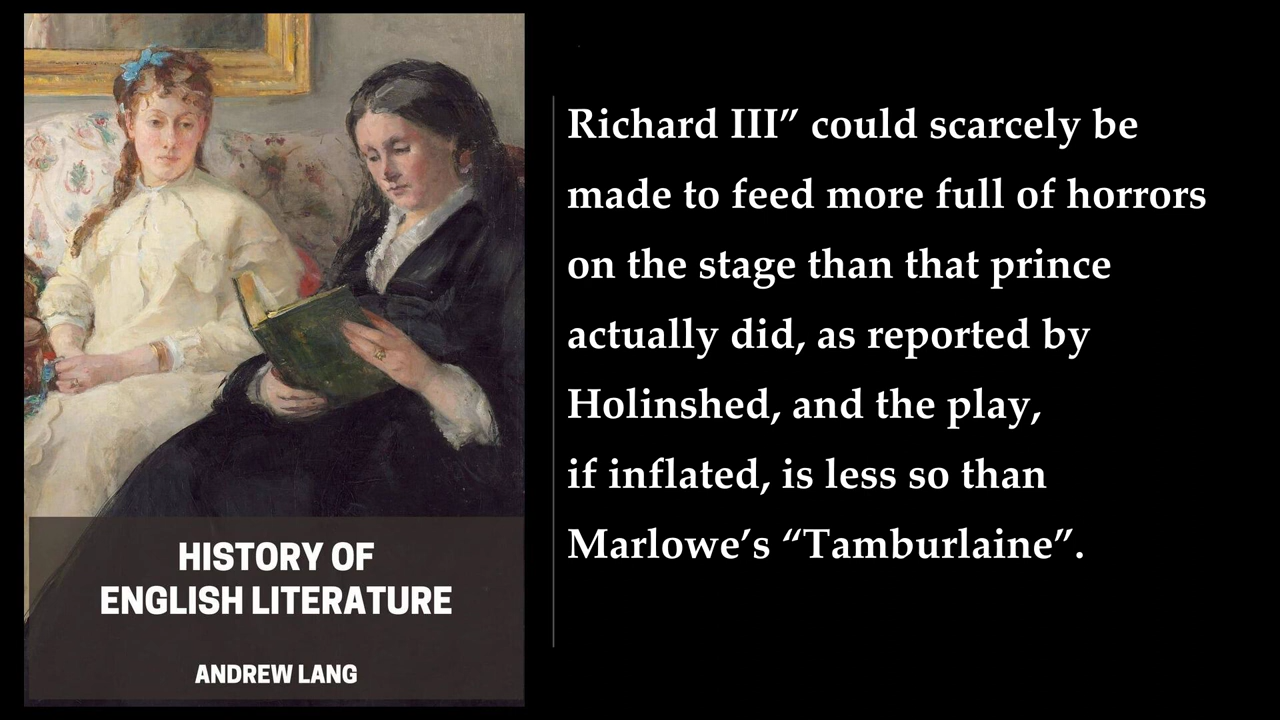 HISTORY OF
ENGLISH LITERATURE
ANDREW LANG
Richard III” could scarcely be
made to feed more full of horrors
on the stage than that prince
actually did, as reported by
Holinshed, and the play,
if inflated, is less so than
Marlowe’s “Tamburlaine”.